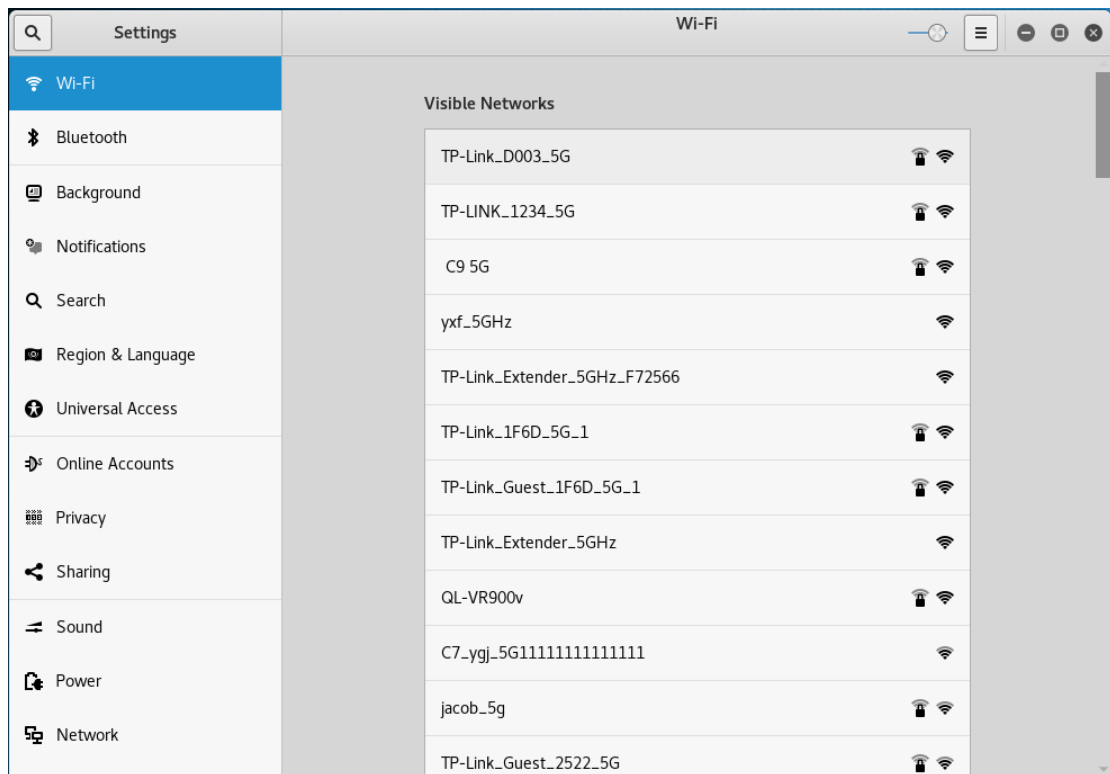 Settings
Wi-Fi
Wi-Fi
Bluetooth
Background
Notifications
Search
Region & Language
Universal Access
Online Accounts
Privacy
Sharing
Sound
Power
Network
Visible Networks
TP-Link_D003_5G
TP-LINK_1234_5G
C9 5G
yxf_5GHz
TP-Link_Extender_5GHz_F72566
TP-Link_1F6D_5G_1
TP-Link_Guest_1F6D_5G_1
TP-Link_Extender_5GHz
QL-VR900v
C7_ygj_5G11111111111111
jacob_5g
TP-Link_Guest_2522_5G